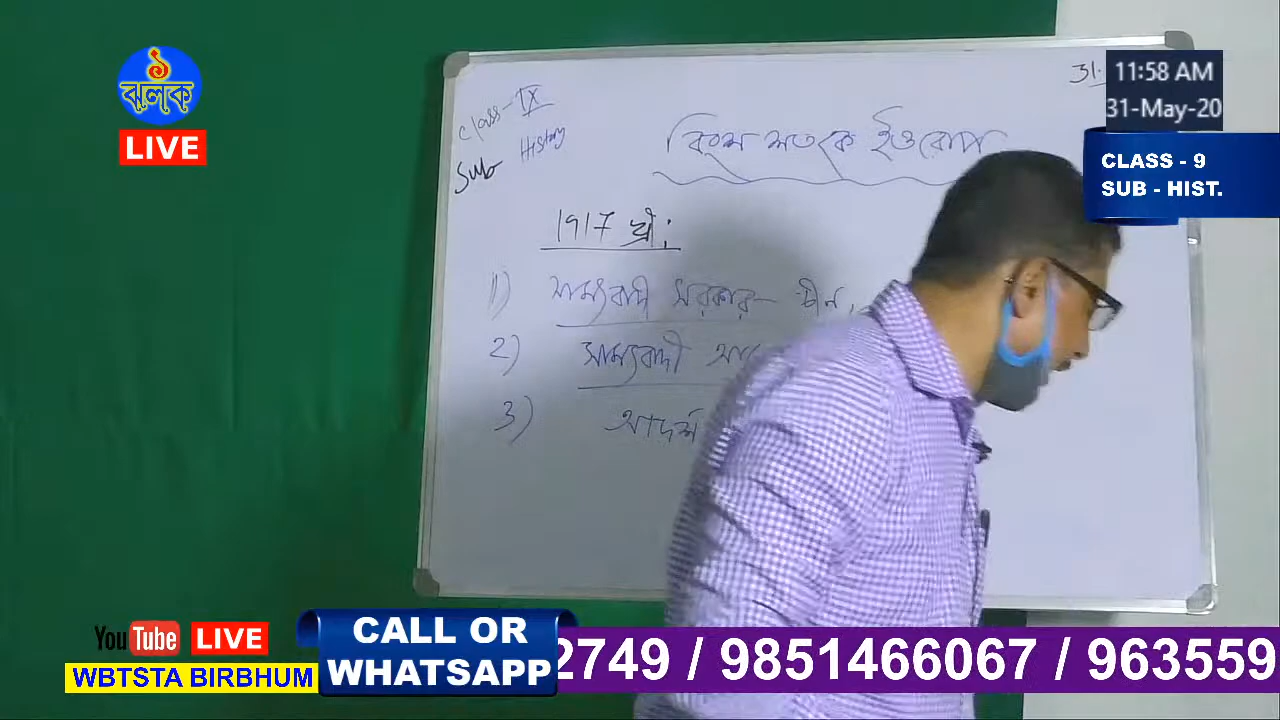 ঝলক
LIVE
Class - IX
Sub History
31.
11:58 AM
31-May-20
CLASS - 9
SUB - HIST.
বিংশ শতকে ইওরোপ
1917 খ্রী:
1) সাম্যবাদী সরকার - চীন,
2) সাম্যবাদী
3) আদর্শ
YouTube LIVE
WBTSTA BIRBHUM
CALL OR
WHATSAPP
2749 / 9851466067 / 963559